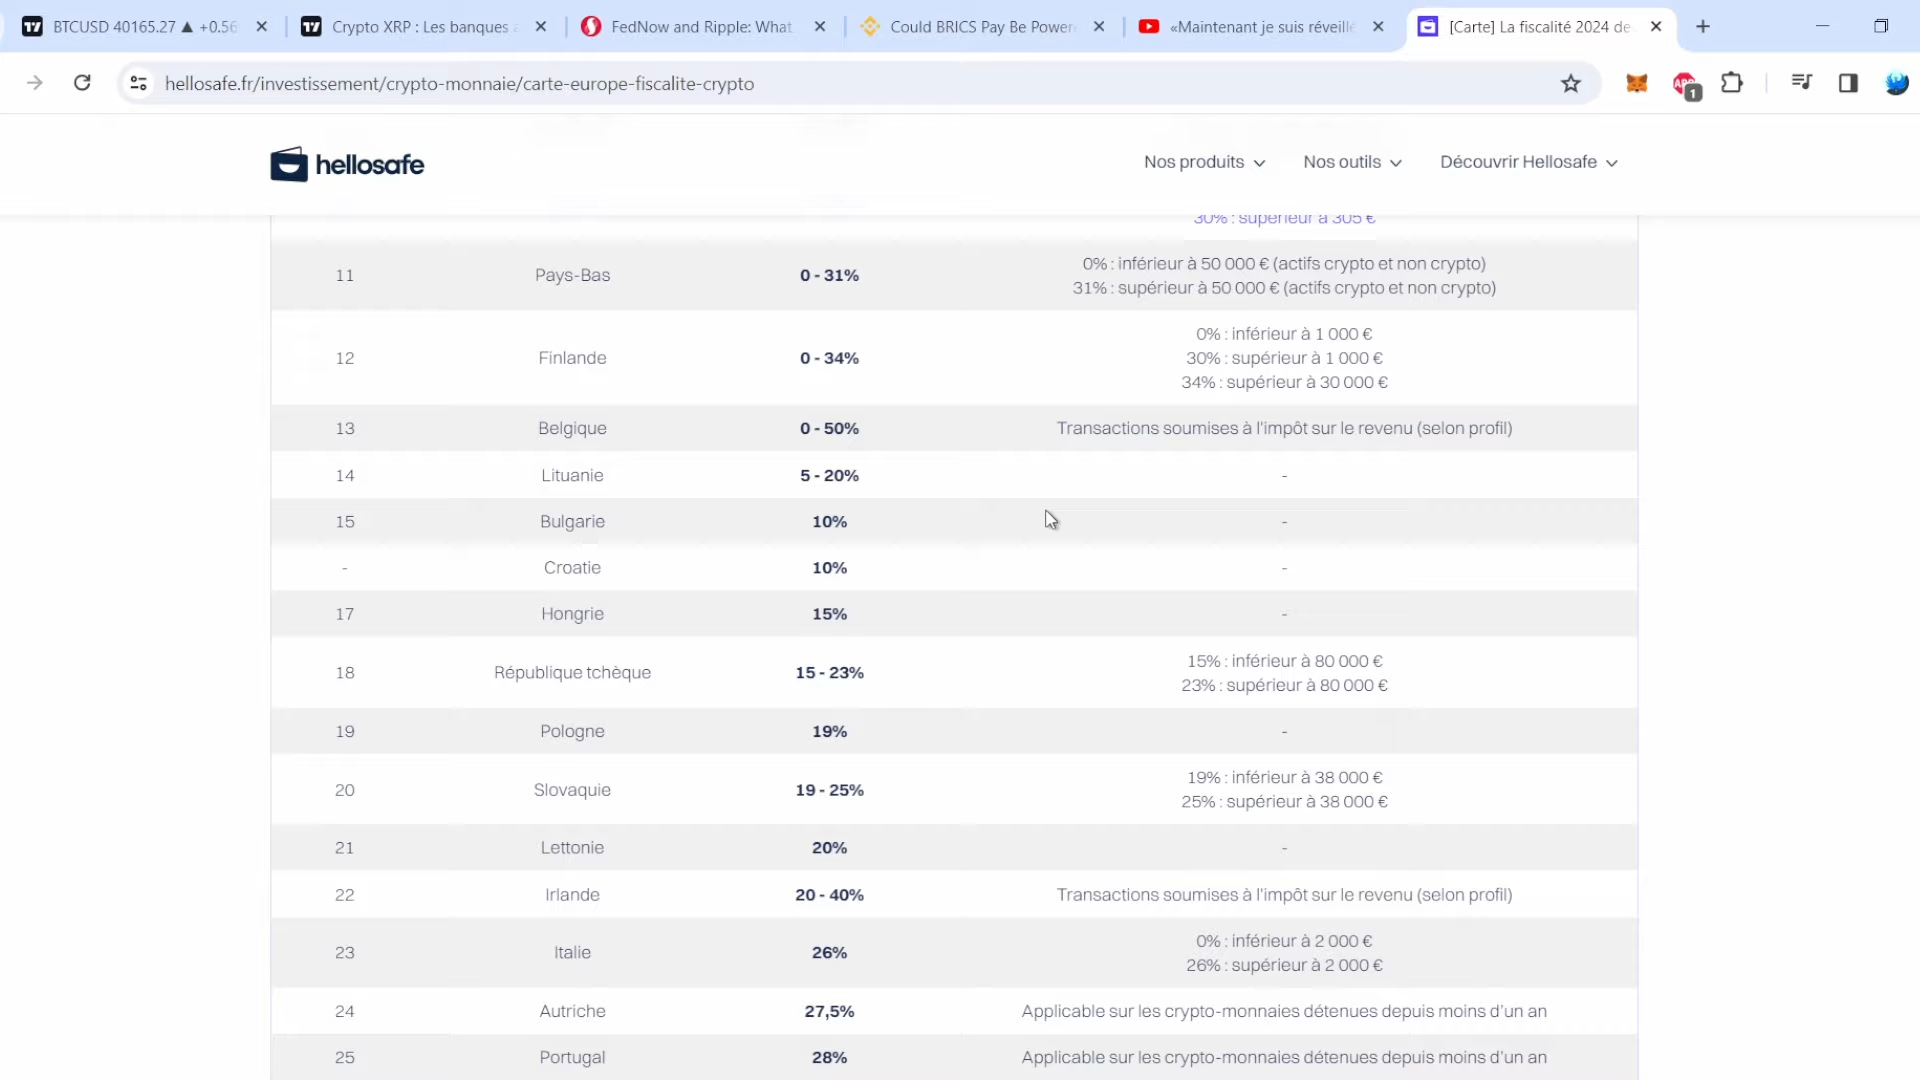 BTCUSD 40165.27 ▲ +0.56
Crypto XRP : Les banques a
FedNow and Ripple: What
Could BRICS Pay Be Power
«Maintenant je suis réveillé
[Carte] La fiscalité 2024 de
hellosafe.fr/investissement/crypto-monnaie/carte-europe-fiscalite-crypto
1
hellosafe
Nos produits
Nos outils
Découvrir Hellosafe
30% : supérieur à 305 €
11 Pays-Bas 0 - 31%
0% : inférieur à 50 000 € (actifs crypto et non crypto)
31% : supérieur à 50 000 € (actifs crypto et non crypto)
12 Finlande 0 - 34%
0% : inférieur à 1 000 €
30% : supérieur à 1 000 €
34% : supérieur à 30 000 €
13 Belgique 0 - 50% Transactions soumises à l'impôt sur le revenu (selon profil)
14 Lituanie 5 - 20% -
15 Bulgarie 10% -
- Croatie 10% -
17 Hongrie 15% -
18 République tchèque 15 - 23%
15% : inférieur à 80 000 €
23% : supérieur à 80 000 €
19 Pologne 19% -
20 Slovaquie 19 - 25%
19% : inférieur à 38 000 €
25% : supérieur à 38 000 €
21 Lettonie 20% -
22 Irlande 20 - 40% Transactions soumises à l'impôt sur le revenu (selon profil)
23 Italie 26%
0% : inférieur à 2 000 €
26% : supérieur à 2 000 €
24 Autriche 27,5% Applicable sur les crypto-monnaies détenues depuis moins d'un an
25 Portugal 28% Applicable sur les crypto-monnaies détenues depuis moins d'un an